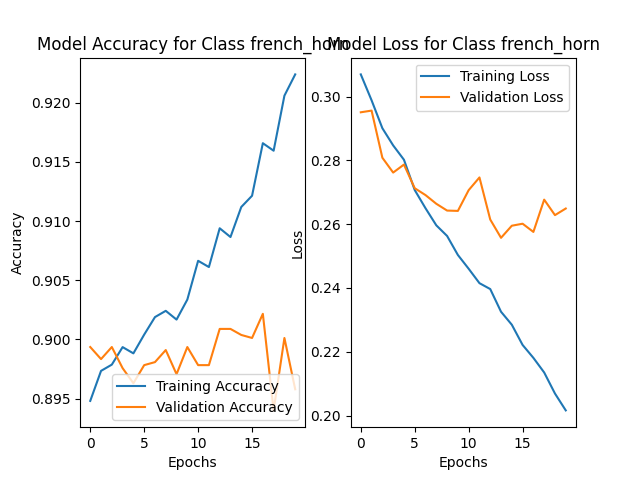 Model Accuracy for Class french_horn
Accuracy
0.920
0.915
0.910
0.905
0.900
0.895
Training Accuracy
Validation Accuracy
0 5 10 15
Epochs
Model Loss for Class french_horn
Loss
0.30
0.28
0.26
0.24
0.22
0.20
Training Loss
Validation Loss
0 5 10 15
Epochs